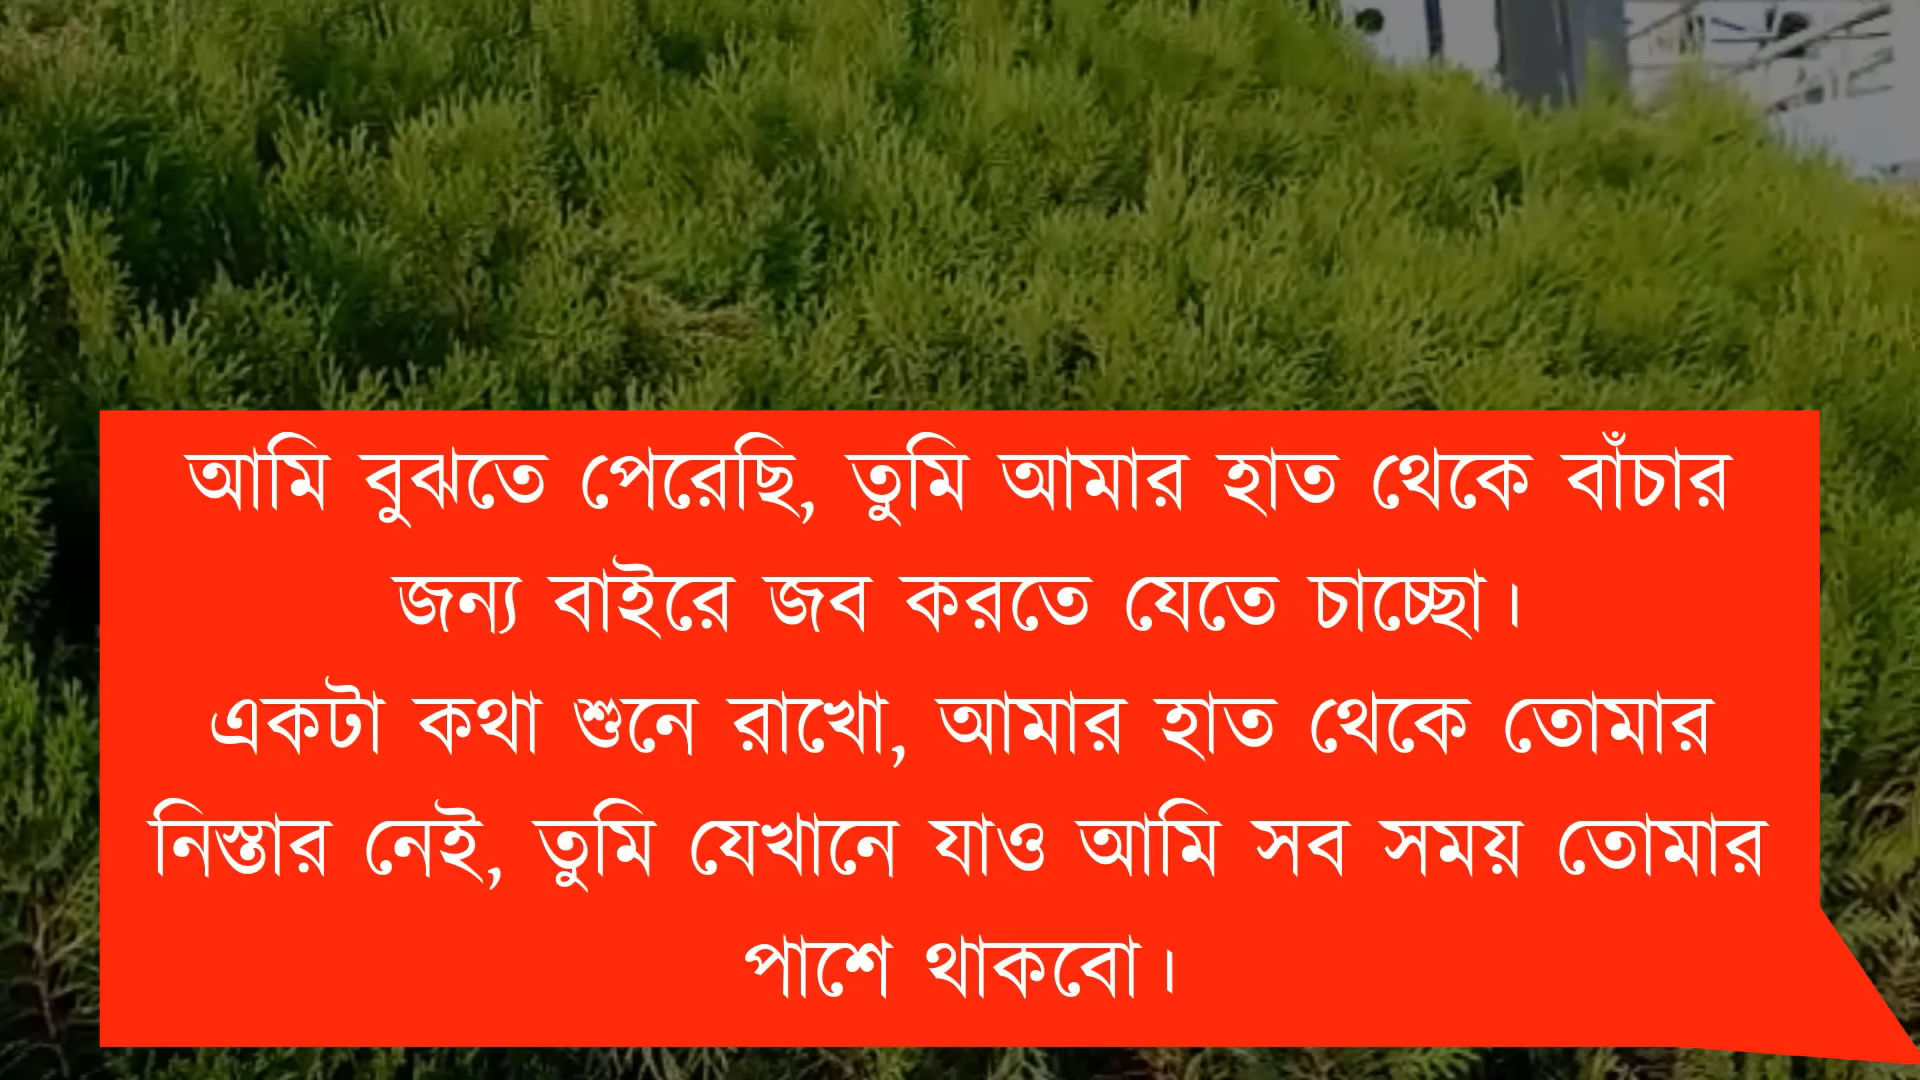 আমি বুঝতে পেরেছি, তুমি আমার হাত থেকে বাঁচার
জন্য বাইরে জব করতে যেতে চাচ্ছো।
একটা কথা শুনে রাখো, আমার হাত থেকে তোমার
নিস্তার নেই, তুমি যেখানে যাও আমি সব সময় তোমার
পাশে থাকবো।